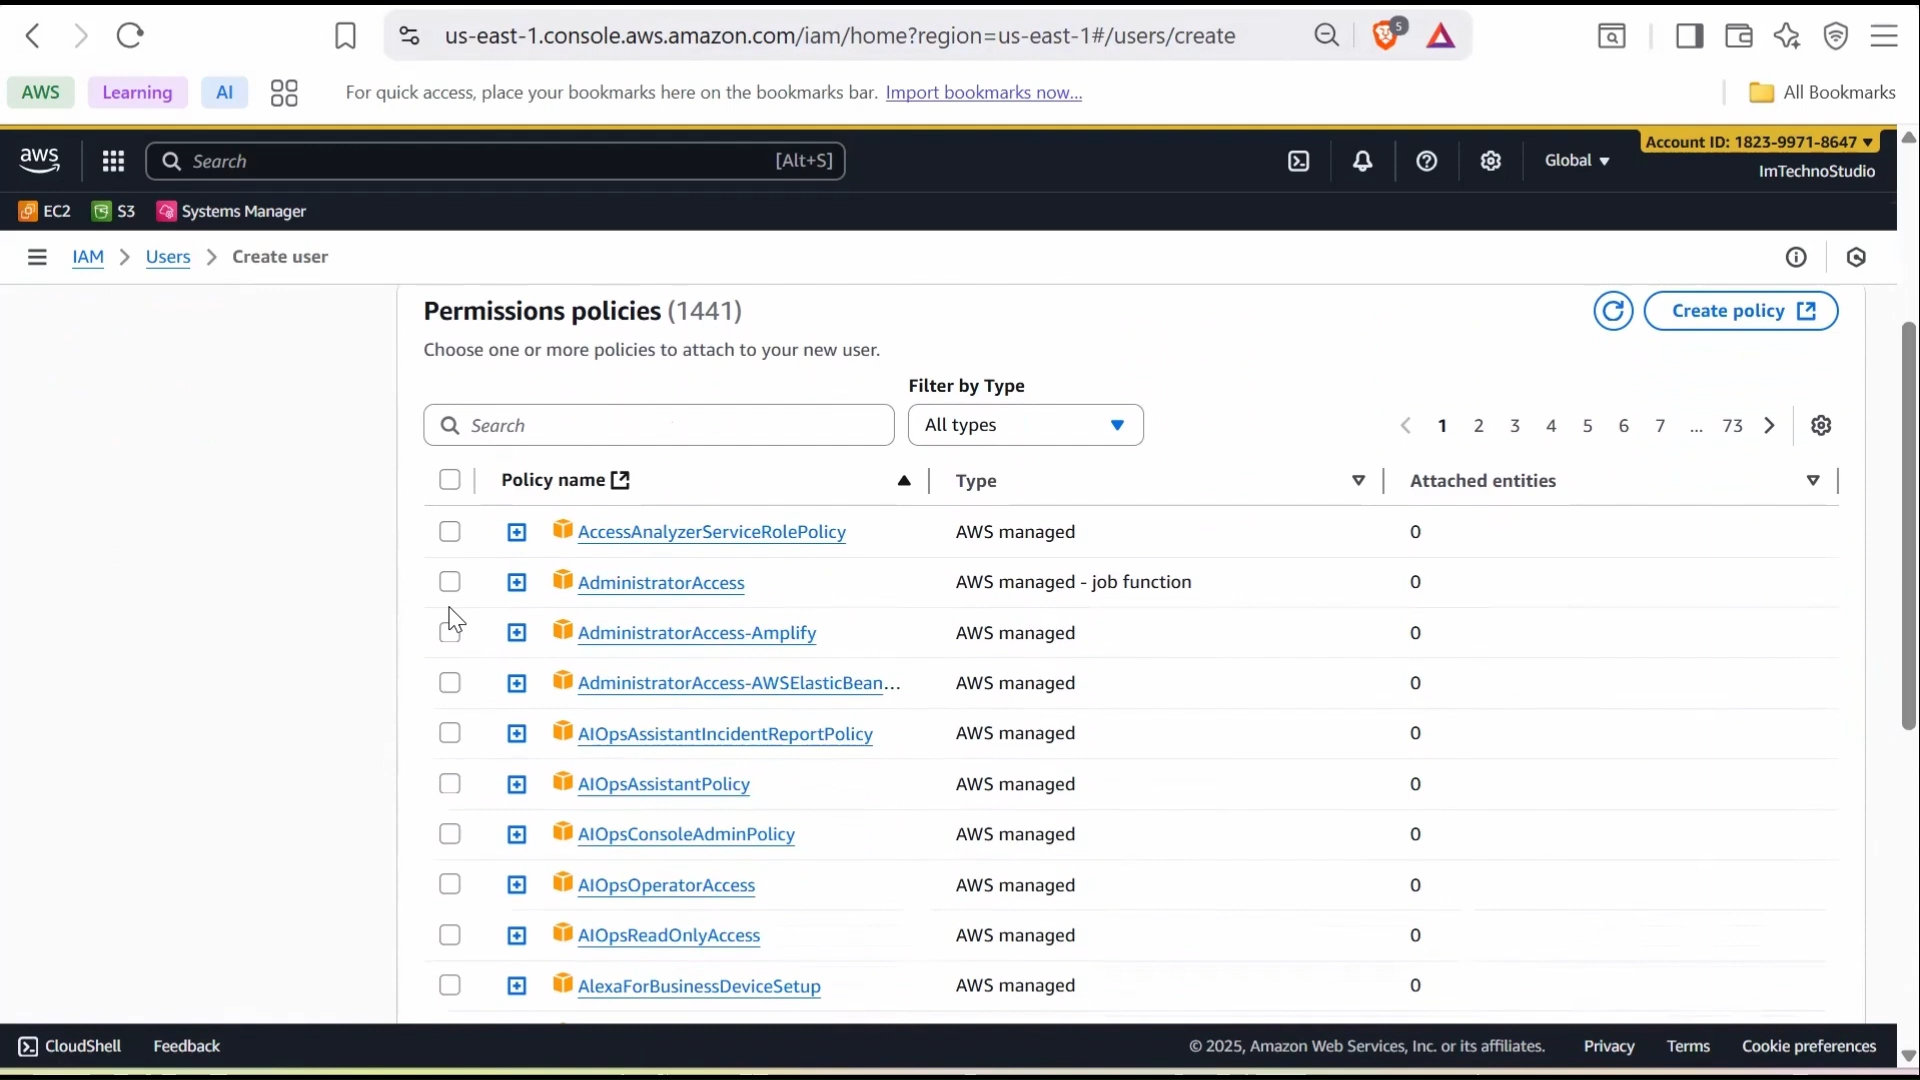 us-east-1.console.aws.amazon.com/iam/home?region=us-east-1#/users/create
5
AWS
Learning
AI
For quick access, place your bookmarks here on the bookmarks bar. Import bookmarks now...
All Bookmarks
aws
Search
[Alt+S]
Global
Account ID: 1823-9971-8647
ImTechnoStudio
EC2
S3
Systems Manager
IAM > Users > Create user
Permissions policies (1441)
Create policy
Choose one or more policies to attach to your new user.
Filter by Type
Search
All types
1 2 3 4 5 6 7 ... 73
Policy name
Type
Attached entities
AccessAnalyzerServiceRolePolicy AWS managed 0
AdministratorAccess AWS managed - job function 0
AdministratorAccess-Amplify AWS managed 0
AdministratorAccess-AWSElasticBean... AWS managed 0
AIOpsAssistantIncidentReportPolicy AWS managed 0
AIOpsAssistantPolicy AWS managed 0
AIOpsConsoleAdminPolicy AWS managed 0
AIOpsOperatorAccess AWS managed 0
AIOpsReadOnlyAccess AWS managed 0
AlexaForBusinessDeviceSetup AWS managed 0
CloudShell Feedback © 2025, Amazon Web Services, Inc. or its affiliates. Privacy Terms Cookie preferences